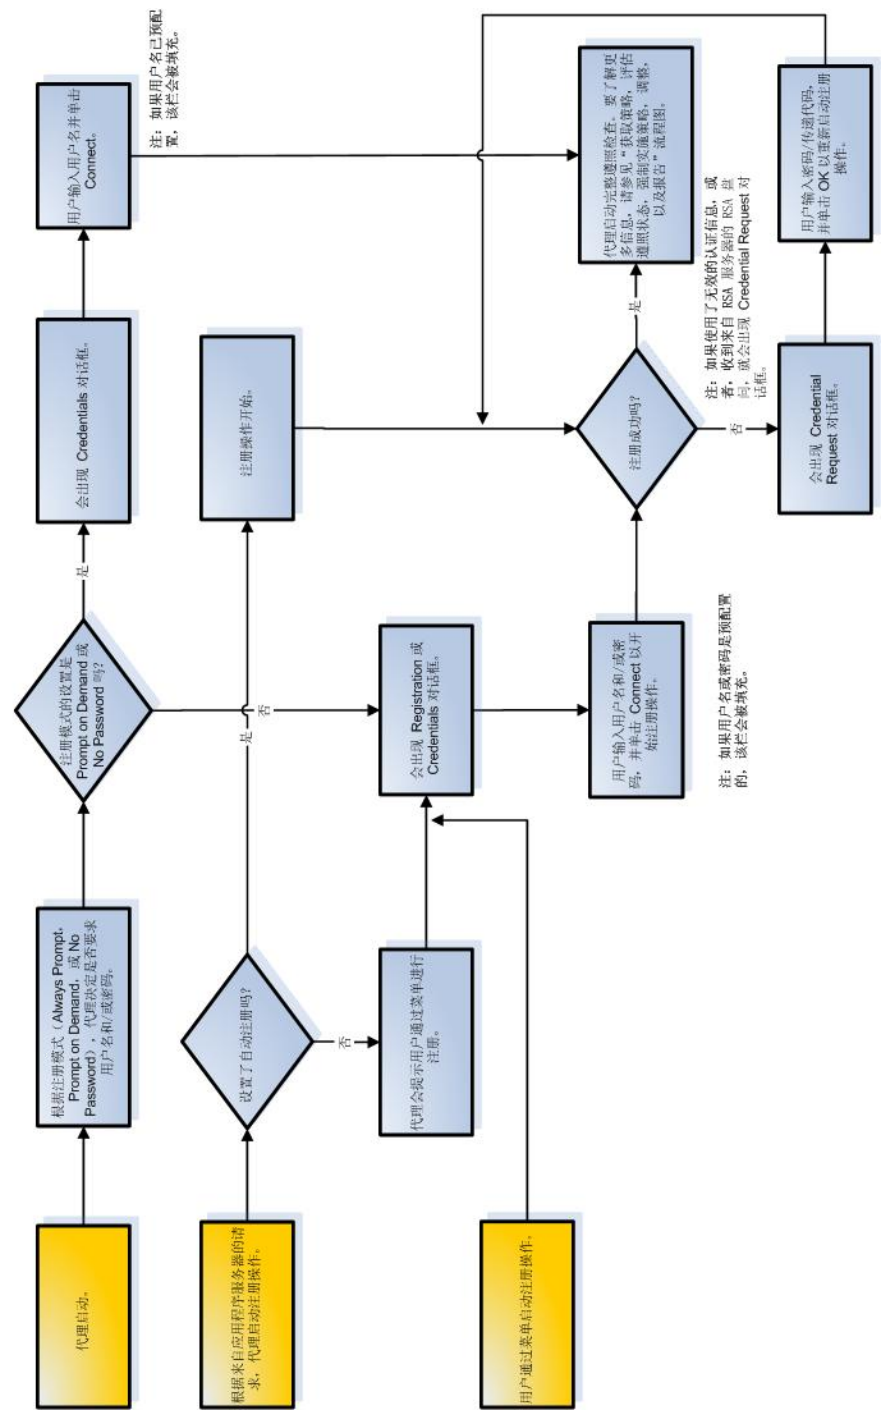 代理启动。
根据注册模式（Always Prompt,
Prompt on Demand, 或 No
Password），代理决定是否要求
用户名和/或密码。
注册模式的设置是
Prompt on Demand 或
No Password 吗？
是
否
会出现 Credentials 对话框。
用户输入用户名并单击
Connect。
注：如果用户名已预配
置，该栏会被填充。
根据来自应用程序服务器的请
求，代理启动注册操作。
设置了自动注册吗？
是
否
注册操作开始。
代理会提示用户通过菜单进行
注册。
会出现 Registration 或
Credentials 对话框。
用户通过菜单启动注册操作。
用户输入用户名和/或密
码，并单击 Connect 以开
始注册操作。
注：如果用户名或密码是预配置
的，该栏会被填充。
注册成功吗？
是
否
代理启动完整遵照检查。要了解更
多信息，请参见“获取策略，评估
遵照状态，强制实施策略，调整，
以及报告”流程图。
注：如果使用了无效的认证信息，或
者，收到来自 RSA 服务器的 RSA 盘
问，就会出现 Credential Request 对
话框。
会出现 Credential
Request 对话框。
用户输入密码/传递代码，
并单击 OK 以重新启动注册
操作。